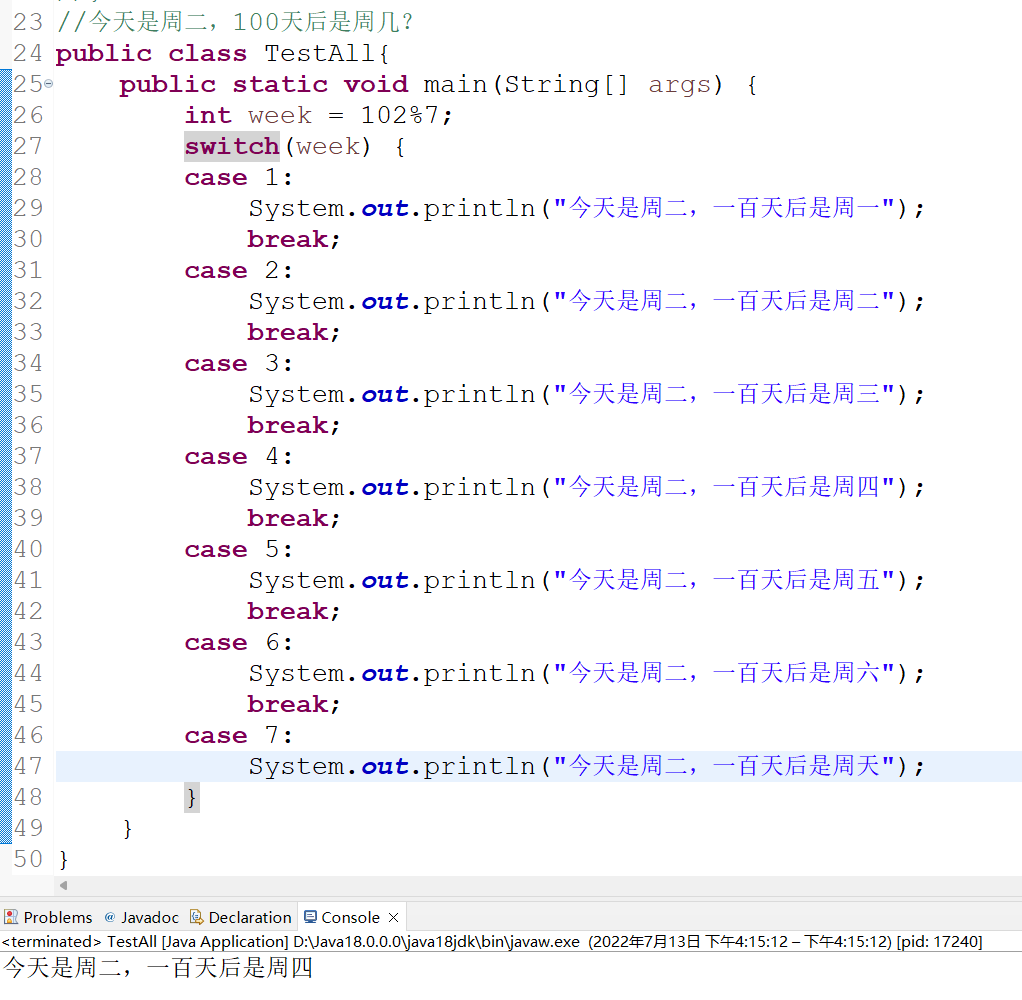 23 //今天是周二，100天后是周几？
24 public class TestAll{
25 public static void main(String[] args) {
26 int week = 102%7;
27 switch(week) {
28 case 1:
29 System.out.println("今天是周二，一百天后是周一");
30 break;
31 case 2:
32 System.out.println("今天是周二，一百天后是周二");
33 break;
34 case 3:
35 System.out.println("今天是周二，一百天后是周三");
36 break;
37 case 4:
38 System.out.println("今天是周二，一百天后是周四");
39 break;
40 case 5:
41 System.out.println("今天是周二，一百天后是周五");
42 break;
43 case 6:
44 System.out.println("今天是周二，一百天后是周六");
45 break;
46 case 7:
47 System.out.println("今天是周二，一百天后是周天");
48 }
49 }
50 }
Problems @ Javadoc Declaration Console
<terminated> TestAll [Java Application] D:\Java18.0.0.0\java18jdk\bin\javaw.exe (2022年7月13日 下午4:15:12 – 下午4:15:12) [pid: 17240]
今天是周二，一百天后是周四